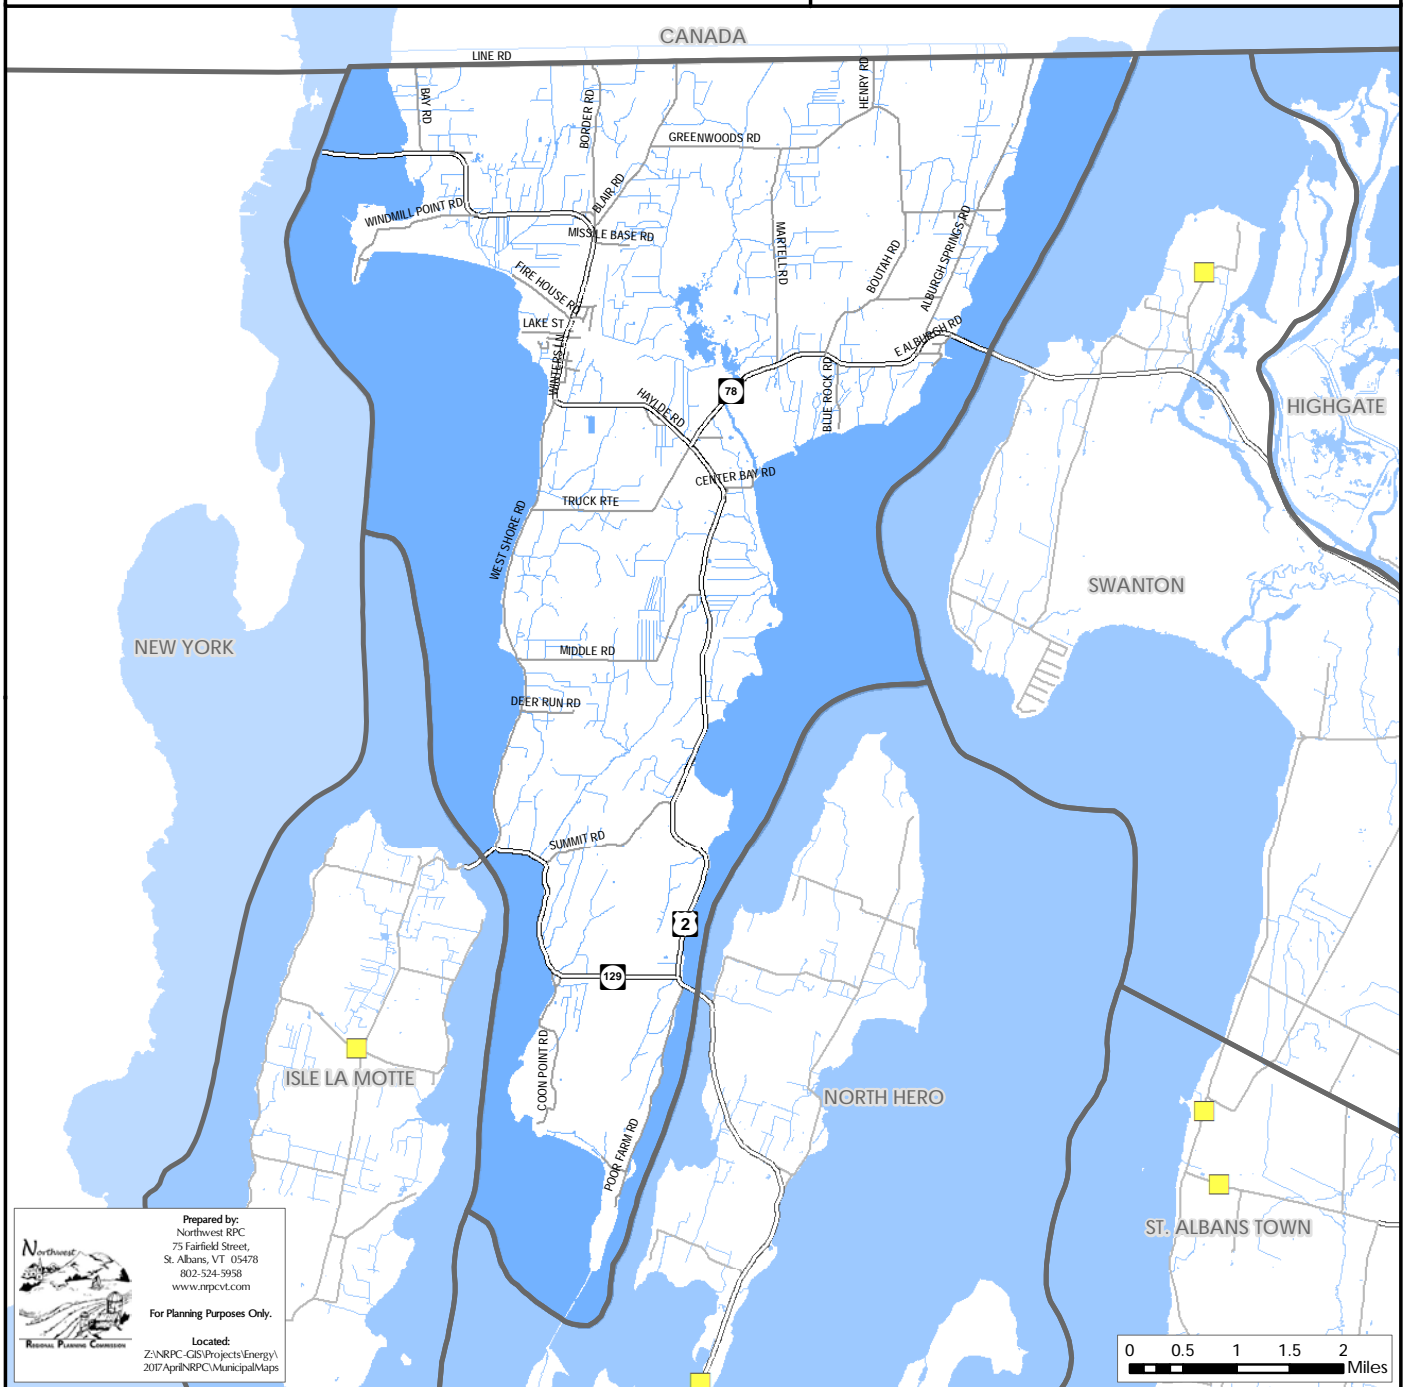 CANADA
LINE RD
BAY RD
BORDER RD
HENRY RD
GREENWOODS RD
BLAIR RD
WINDMILL POINT RD
MISSILE BASE RD
MARTELL RD
BOUTAH RD
ALBURGH SPRINGS RD
FIRE HOUSE RD
LAKE ST
WINTERS LN
E ALBURGH RD
78
BLUE ROCK RD
HAYLDE RD
HIGHGATE
CENTER BAY RD
TRUCK RTE
WEST SHORE RD
SWANTON
NEW YORK
MIDDLE RD
DEER RUN RD
SUMMIT RD
2
129
COON POINT RD
ISLE LA MOTTE
NORTH HERO
POOR FARM RD
ST. ALBANS TOWN
Northwest
REGIONAL PLANNING COMMISSION
Prepared by:
Northwest RPC
75 Fairfield Street,
St. Albans, VT 05478
802-524-5958
www.nrpcvt.com
For Planning Purposes Only.
Located:
Z:\NRPC-GIS\Projects\Energy\
2017AprilNRPC\MunicipalMaps
0 0.5 1 1.5 2
Miles